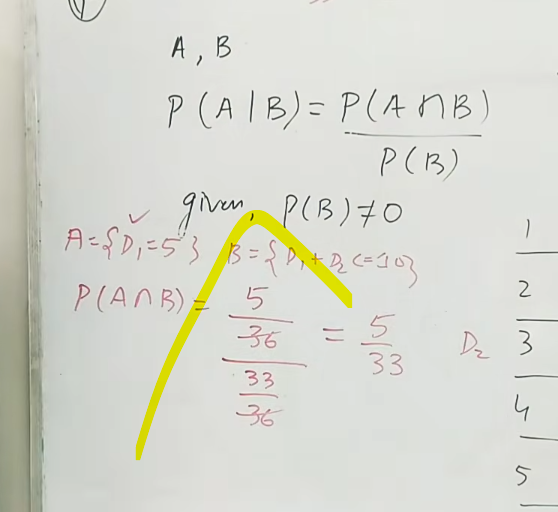 A, B
P(A|B) = P(A∩B)
P(B)
given, P(B)≠0
A={D₁=5} B={D₁+D₂<=10}
P(A∩B) = 5/36 / 33/36 = 5/33
D₂
1
2
3
4
5